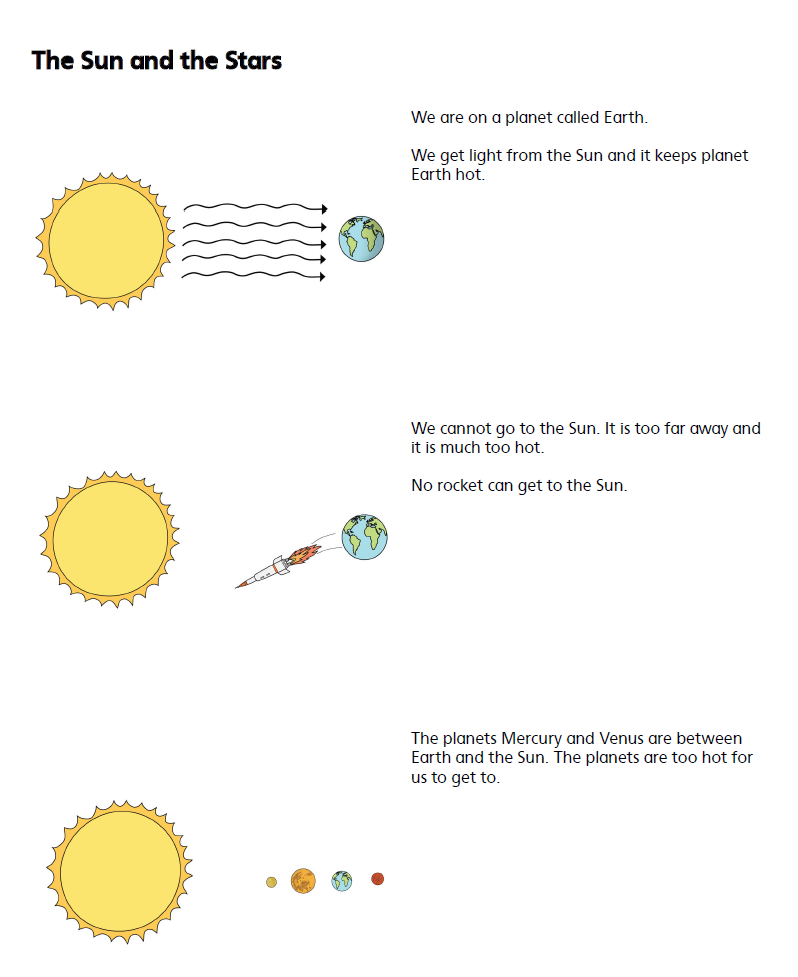 The Sun and the Stars
We are on a planet called Earth.
We get light from the Sun and it keeps planet
Earth hot.
We cannot go to the Sun. It is too far away and
it is much too hot.
No rocket can get to the Sun.
The planets Mercury and Venus are between
Earth and the Sun. The planets are too hot for
us to get to.